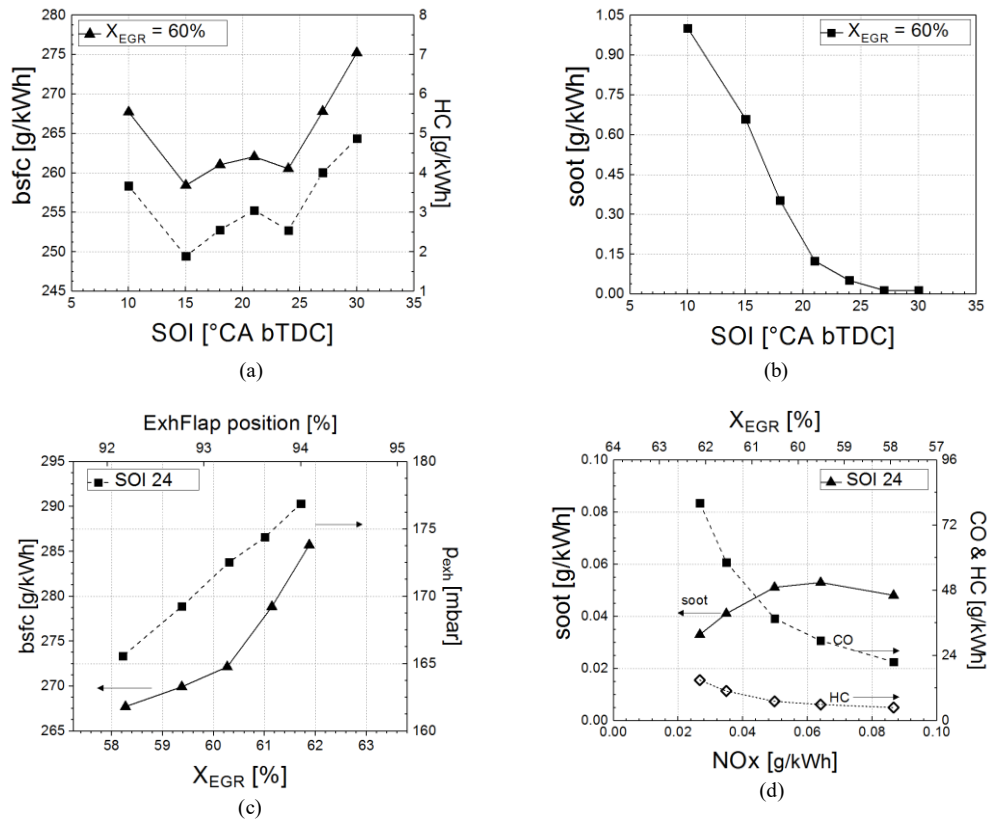 X_EGR = 60%
280
275
270
265
260
255
250
245
bsfc [g/kWh]
8
7
6
5
4
3
2
1
HC [g/kWh]
5 10 15 20 25 30 35
SOI [°CA bTDC]
(a)
X_EGR = 60%
1.05
0.90
0.75
0.60
0.45
0.30
0.15
0.00
soot [g/kWh]
5 10 15 20 25 30 35
SOI [°CA bTDC]
(b)
ExhFlap position [%]
92 93 94 95
SOI 24
295
290
285
280
275
270
265
bsfc [g/kWh]
180
175
170
165
160
p_exh [mbar]
58 59 60 61 62 63
X_EGR [%]
(c)
X_EGR [%]
64 63 62 61 60 59 58 57
SOI 24
0.10
0.08
0.06
0.04
0.02
0.00
soot [g/kWh]
soot
CO
HC
96
72
48
24
0
CO & HC [g/kWh]
0.00 0.02 0.04 0.06 0.08 0.10
NOx [g/kWh]
(d)